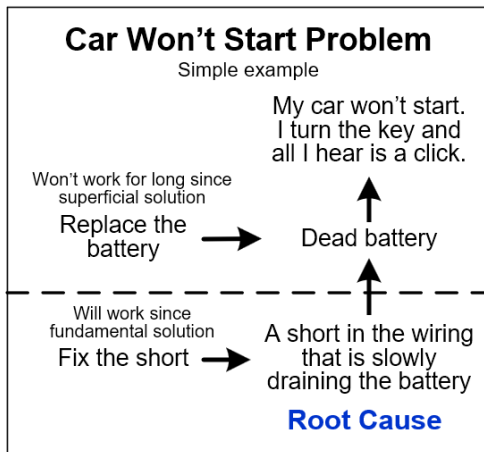 Car Won’t Start Problem
Simple example
My car won’t start.
I turn the key and
all I hear is a click.
Won’t work for long since
superficial solution
Replace the
battery
Dead battery
Will work since
fundamental solution
Fix the short
A short in the wiring
that is slowly
draining the battery
Root Cause